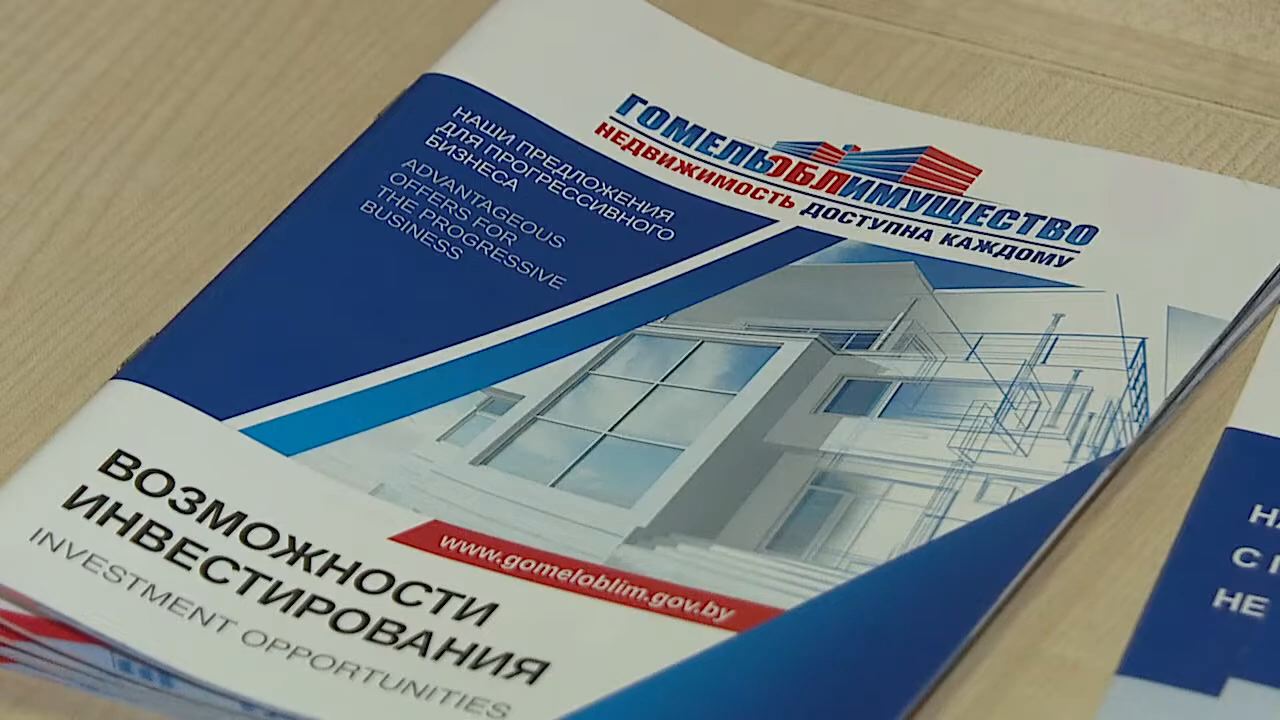 ГОМЕЛЬОБЛИМУЩЕСТВО
НЕДВИЖИМОСТЬ ДОСТУПНА КАЖДОМУ
НАШИ ПРЕДЛОЖЕНИЯ
ДЛЯ ПРОГРЕССИВНОГО
БИЗНЕСА
ADVANTAGEOUS
OFFERS FOR
THE PROGRESSIVE
BUSINESS
www.gomeloblim.gov.by
ВОЗМОЖНОСТИ
ИНВЕСТИРОВАНИЯ
INVESTMENT OPPORTUNITIES
НЕ